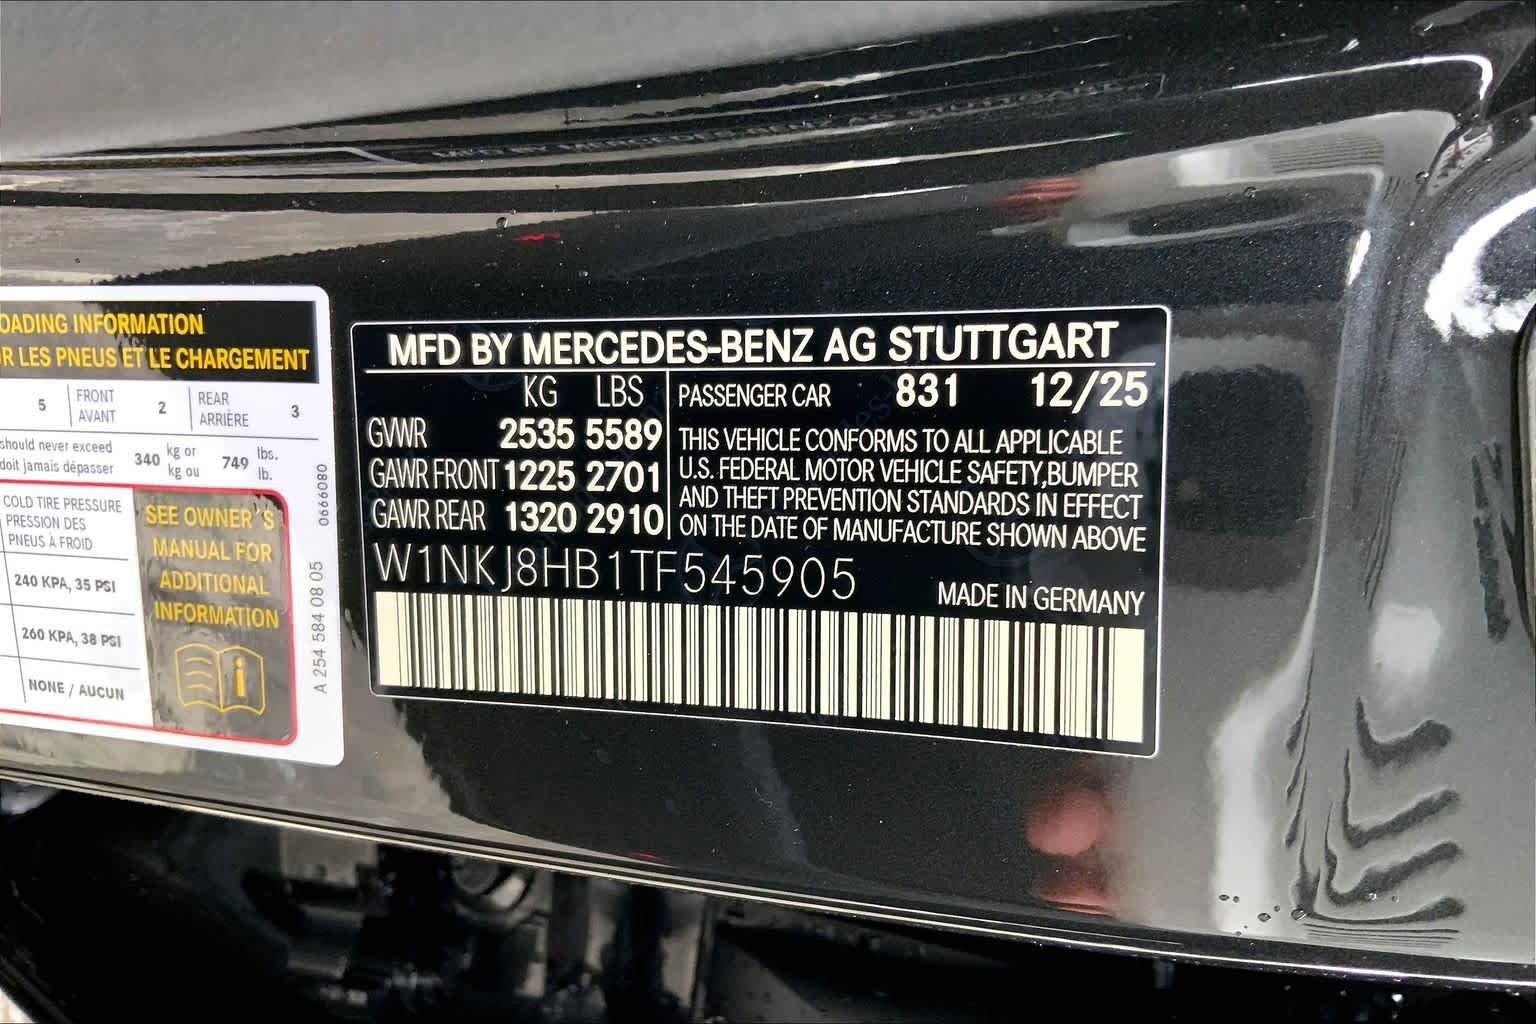 OADING INFORMATION
R LES PNEUS ET LE CHARGEMENT
5 FRONT AVANT 2 REAR ARRIÈRE 3
should never exceed
doit jamais dépasser
340 kg or kg ou 749 lbs. lb.
COLD TIRE PRESSURE
PRESSION DES
PNEUS À FROID
240 KPA, 35 PSI
260 KPA, 38 PSI
NONE / AUCUN
SEE OWNER'S
MANUAL FOR
ADDITIONAL
INFORMATION
0666080
A 254 584 08 05
MFD BY MERCEDES-BENZ AG STUTTGART
KG LBS
GVWR 2535 5589
GAWR FRONT 1225 2701
GAWR REAR 1320 2910
PASSENGER CAR 831 12/25
THIS VEHICLE CONFORMS TO ALL APPLICABLE
U.S. FEDERAL MOTOR VEHICLE SAFETY,BUMPER
AND THEFT PREVENTION STANDARDS IN EFFECT
ON THE DATE OF MANUFACTURE SHOWN ABOVE
W1NKJ8HB1TF545905
MADE IN GERMANY